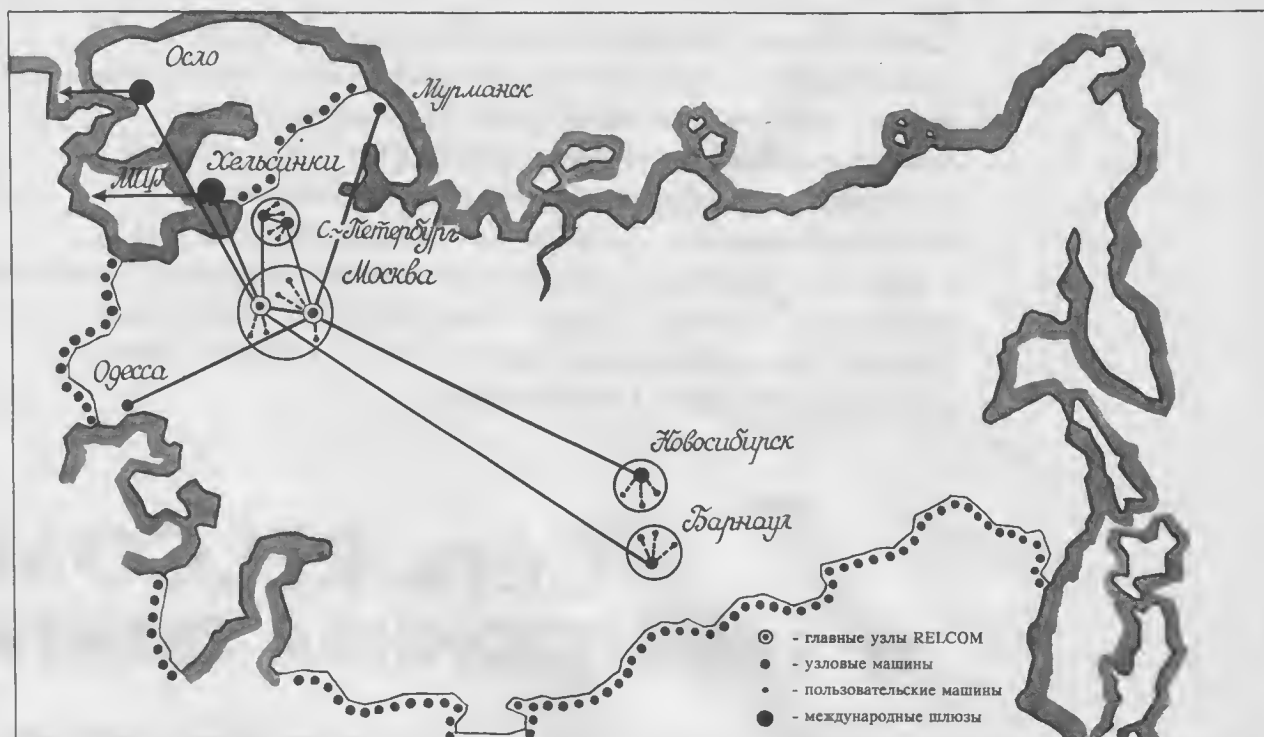 Осло
Мурманск
Хельсинки
МИР
С-Петербург
Москва
Одесса
Новосибирск
Барнаул
- главные узлы RELCOM
- узловые машины
- пользовательские машины
- международные шлюзы